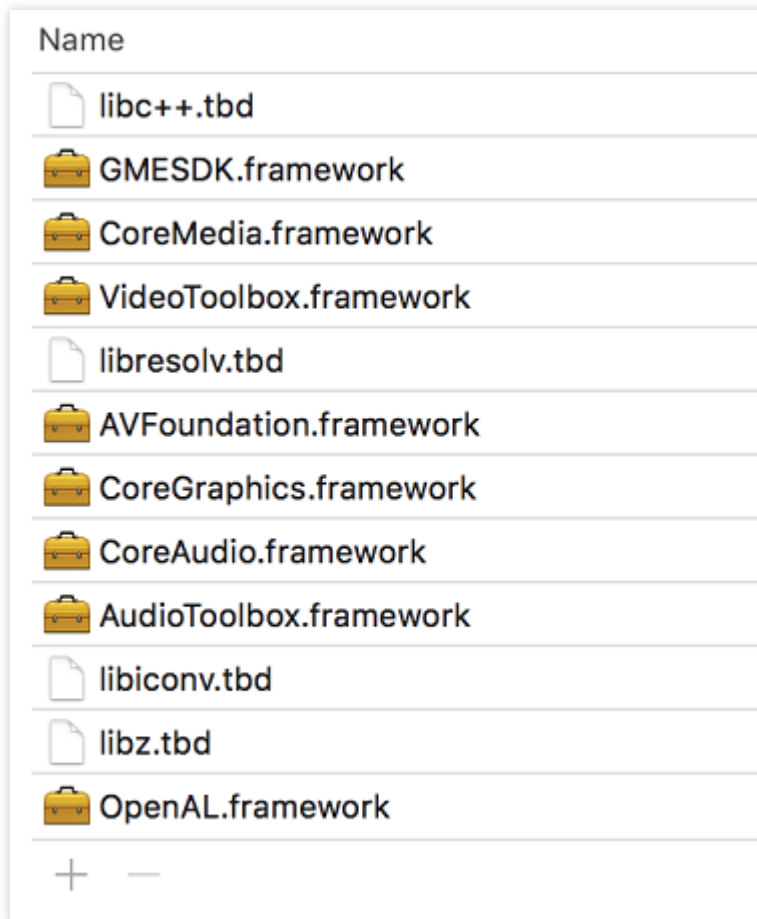 Name
libc++.tbd
GMESDK.framework
CoreMedia.framework
VideoToolbox.framework
libresolv.tbd
AVFoundation.framework
CoreGraphics.framework
CoreAudio.framework
AudioToolbox.framework
libiconv.tbd
libz.tbd
OpenAL.framework